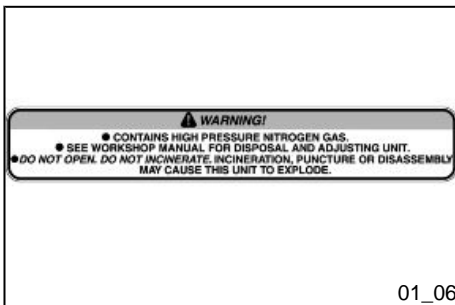 WARNING!
● CONTAINS HIGH PRESSURE NITROGEN GAS.
● SEE WORKSHOP MANUAL FOR DISPOSAL AND ADJUSTING UNIT.
● DO NOT OPEN. DO NOT INCINERATE. INCINERATION, PUNCTURE OR DISASSEMBLY
MAY CAUSE THIS UNIT TO EXPLODE.
01_06